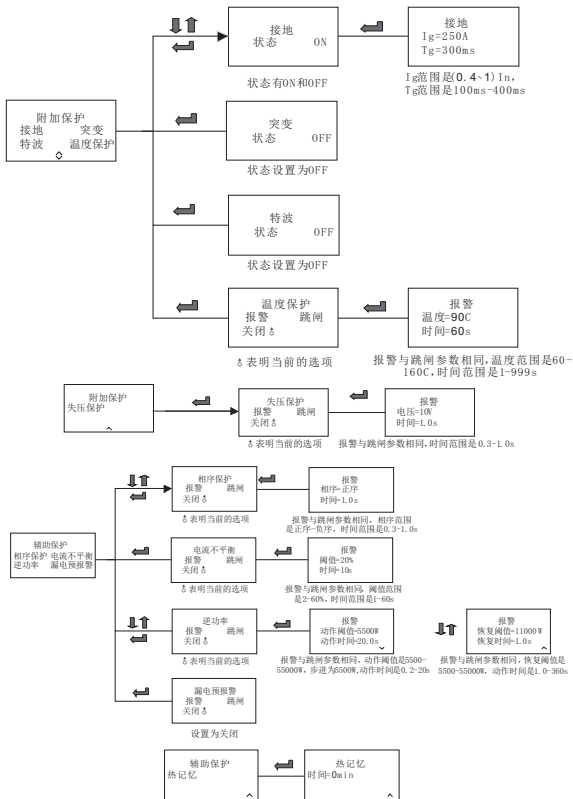 附加保护
接地 突变
特波 温度保护
接地
状态 ON
状态有ON和OFF
接地
Ig=250A
Tg=300ms
Ig范围是(0.4~1)In,
Tg范围是100ms-400ms
突变
状态 OFF
状态设置为OFF
特波
状态 OFF
状态设置为OFF
温度保护
报警 跳闸
关闭
表明当前的选项
报警
温度=90C
时间=60s
报警与跳闸参数相同,温度范围是60-
160C,时间范围是1-999s
附加保护
失压保护
失压保护
报警 跳闸
关闭
表明当前的选项
报警
电压=10V
时间=1.0s
报警与跳闸参数相同,时间范围是0.3-1.0s
辅助保护
相序保护 电流不平衡
逆功率 漏电预报警
相序保护
报警 跳闸
关闭
表明当前的选项
报警
相序=正序
时间=1.0s
报警与跳闸参数相同, 相序范围
是正序-负序, 时间范围是0.3-1.0s
电流不平衡
报警 跳闸
关闭
表明当前的选项
报警
阈值=20%
时间=10s
报警与跳闸参数相同, 阈值范围
是2-60%, 时间范围是1-60s
逆功率
报警 跳闸
关闭
表明当前的选项
报警
动作阈值=5500W
动作时间=20.0s
报警与跳闸参数相同, 动作阈值是5500-
55000W, 步进为5500W,动作时间是0.2-20s
报警
恢复阈值=11000W
恢复时间=1.0s
报警与跳闸参数相同, 恢复阈值是
5500-55000W, 动作时间是1.0-360s
漏电预报警
报警 跳闸
关闭
设置为关闭
辅助保护
热记忆
热记忆
时间=0min